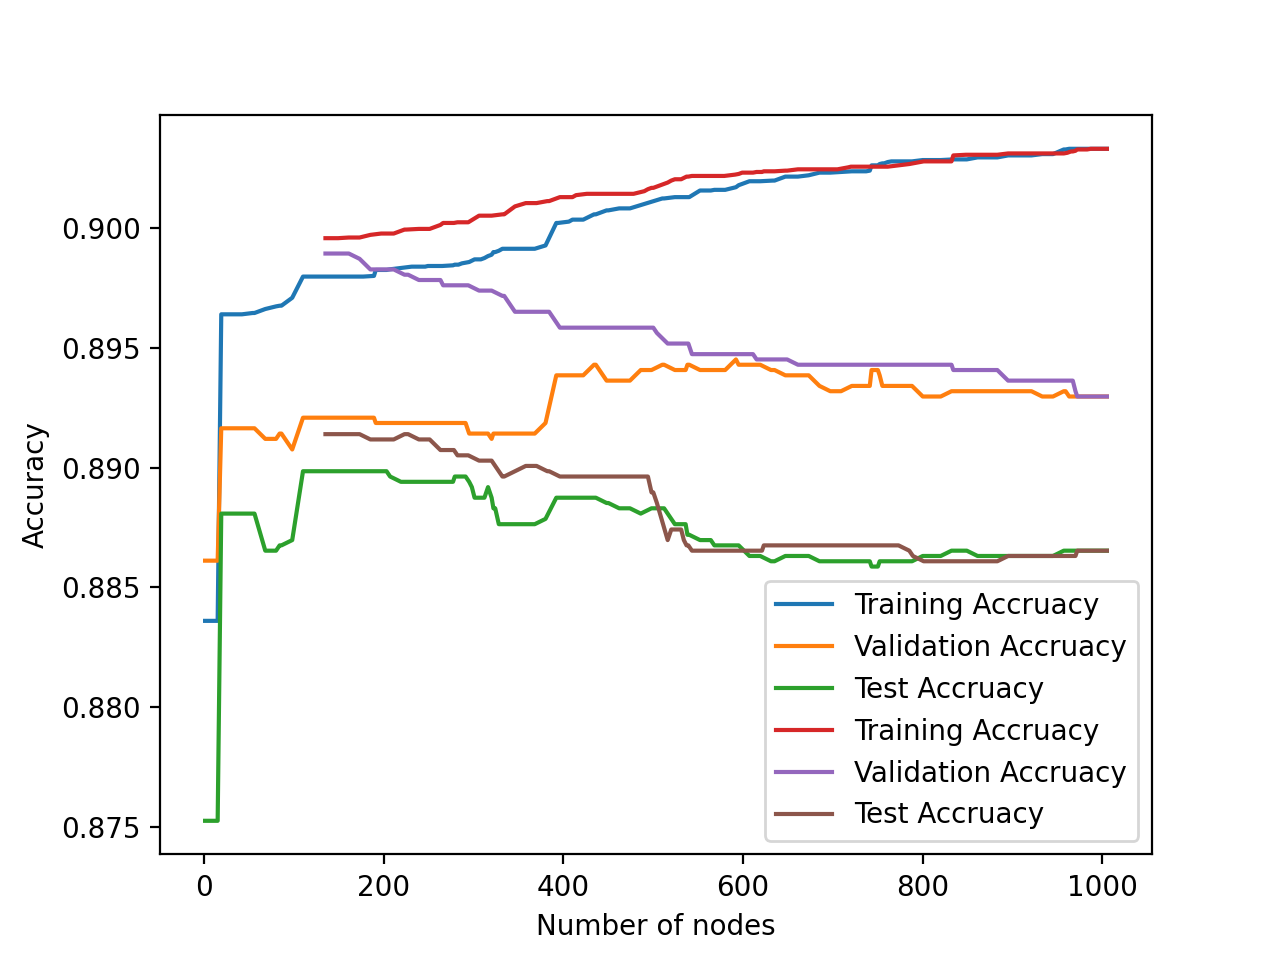 0.900
0.895
0.890
0.885
0.880
0.875
Accuracy
0 200 400 600 800 1000
Number of nodes
Training Accruacy
Validation Accruacy
Test Accruacy
Training Accruacy
Validation Accruacy
Test Accruacy